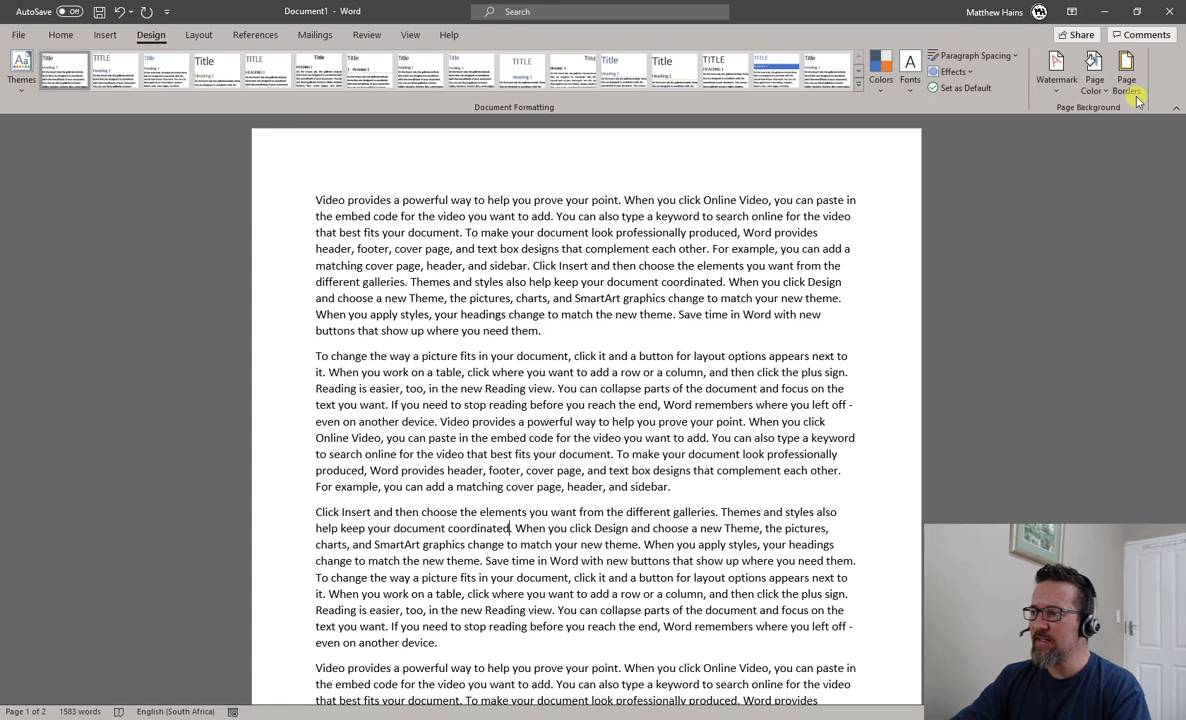 AutoSave Off Document1 - Word Search Matthew Hains
File Home Insert Design Layout References Mailings Review View Help Share Comments
Themes Title Title Title Title Title Title Title Title Title Title Title Title Title Title Title Colors Fonts Paragraph Spacing Watermark Page Color Page Borders
Effects
Set as Default
Document Formatting Page Background
Video provides a powerful way to help you prove your point. When you click Online Video, you can paste in
the embed code for the video you want to add. You can also type a keyword to search online for the video
that best fits your document. To make your document look professionally produced, Word provides
header, footer, cover page, and text box designs that complement each other. For example, you can add a
matching cover page, header, and sidebar. Click Insert and then choose the elements you want from the
different galleries. Themes and styles also help keep your document coordinated. When you click Design
and choose a new Theme, the pictures, charts, and SmartArt graphics change to match your new theme.
When you apply styles, your headings change to match the new theme. Save time in Word with new
buttons that show up where you need them.
To change the way a picture fits in your document, click it and a button for layout options appears next to
it. When you work on a table, click where you want to add a row or a column, and then click the plus sign.
Reading is easier, too, in the new Reading view. You can collapse parts of the document and focus on the
text you want. If you need to stop reading before you reach the end, Word remembers where you left off -
even on another device. Video provides a powerful way to help you prove your point. When you click
Online Video, you can paste in the embed code for the video you want to add. You can also type a keyword
to search online for the video that best fits your document. To make your document look professionally
produced, Word provides header, footer, cover page, and text box designs that complement each other.
For example, you can add a matching cover page, header, and sidebar.
Click Insert and then choose the elements you want from the different galleries. Themes and styles also
help keep your document coordinated. When you click Design and choose a new Theme, the pictures,
charts, and SmartArt graphics change to match your new theme. When you apply styles, your headings
change to match the new theme. Save time in Word with new buttons that show up where you need them.
To change the way a picture fits in your document, click it and a button for layout options appears next to
it. When you work on a table, click where you want to add a row or a column, and then click the plus sign.
Reading is easier, too, in the new Reading view. You can collapse parts of the document and focus on the
text you want. If you need to stop reading before you reach the end, Word remembers where you left off -
even on another device.
Video provides a powerful way to help you prove your point. When you click Online Video, you can paste in
the embed code for the video you want to add. You can also type a keyword to search online for the video
that best fits your document. To make your document look professionally produced, Word provides
Page 1 of 2 1583 words English (South Africa)